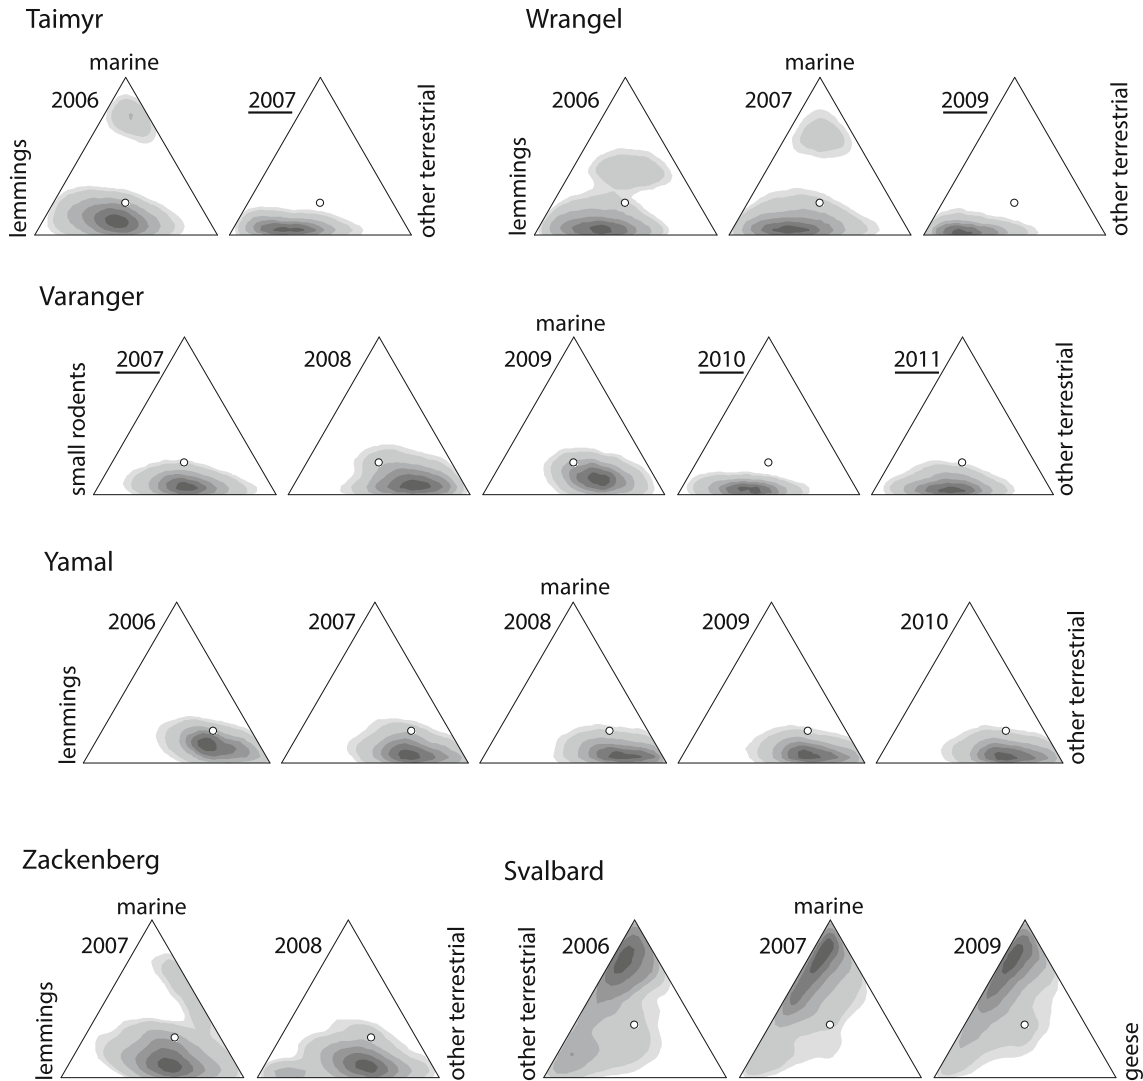 Taimyr
Wrangel
marine
marine
2006
2007
2006
2007
2009
lemmings
other terrestrial
lemmings
other terrestrial
Varanger
marine
2007
2008
2009
2010
2011
small rodents
other terrestrial
Yamal
marine
2006
2007
2008
2009
2010
lemmings
other terrestrial
Zackenberg
Svalbard
marine
marine
2007
2008
2006
2007
2009
lemmings
other terrestrial
other terrestrial
geese